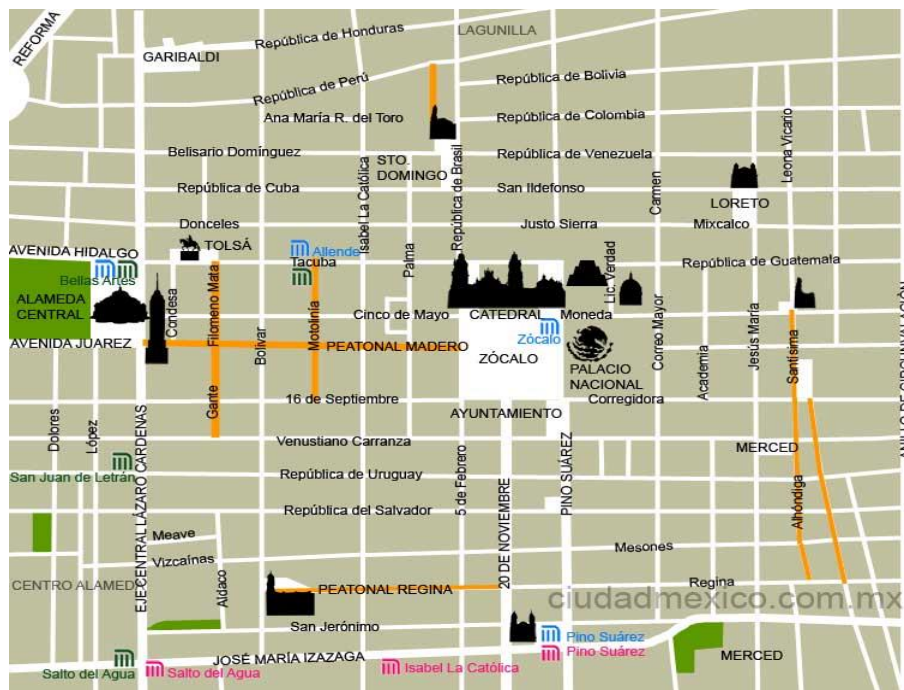 REFORMA
República de Honduras
LAGUNILLA
GARIBALDI
República de Perú
República de Bolivia
Ana María R. del Toro
República de Colombia
Leona Vicario
Belisario Domínguez
STO.
DOMINGO
República de Venezuela
Isabel La Católica
República de Brasil
República de Cuba
San Ildefonso
Carmen
LORETO
Donceles
Justo Sierra
Mixcalco
AVENIDA HIDALGO
TOLSÁ
Allende
Tacuba
Palma
Lic. Verdad
República de Guatemala
Bellas Artes
ALAMEDA
CENTRAL
Condesa
Filomeno Mata
Bolivar
Motolinía
Cinco de Mayo
CATEDRAL
Moneda
Correo Mayor
Academia
Jesús María
Santísima
ANILLO DE CIRCUNVALACIÓN
AVENIDA JUAREZ
PEATONAL MADERO
Zócalo
ZÓCALO
PALACIO
NACIONAL
Gante
16 de Septiembre
Corregidora
AYUNTAMIENTO
Dolores
López
EJE CENTRAL LÁZARO CARDENAS
Venustiano Carranza
MERCED
San Juan de Letrán
República de Uruguay
5 de Febrero
20 DE NOVIEMBRE
PINO SUÁREZ
República del Salvador
Alhóndiga
Meave
Vizcaínas
Mesones
CENTRO ALAMEDA
Aldaco
PEATONAL REGINA
Regina
ciudadmexico.com.mx
San Jerónimo
Pino Suárez
Pino Suárez
JOSÉ MARÍA IZAZAGA
MERCED
Salto del Agua
Salto del Agua
Isabel La Católica